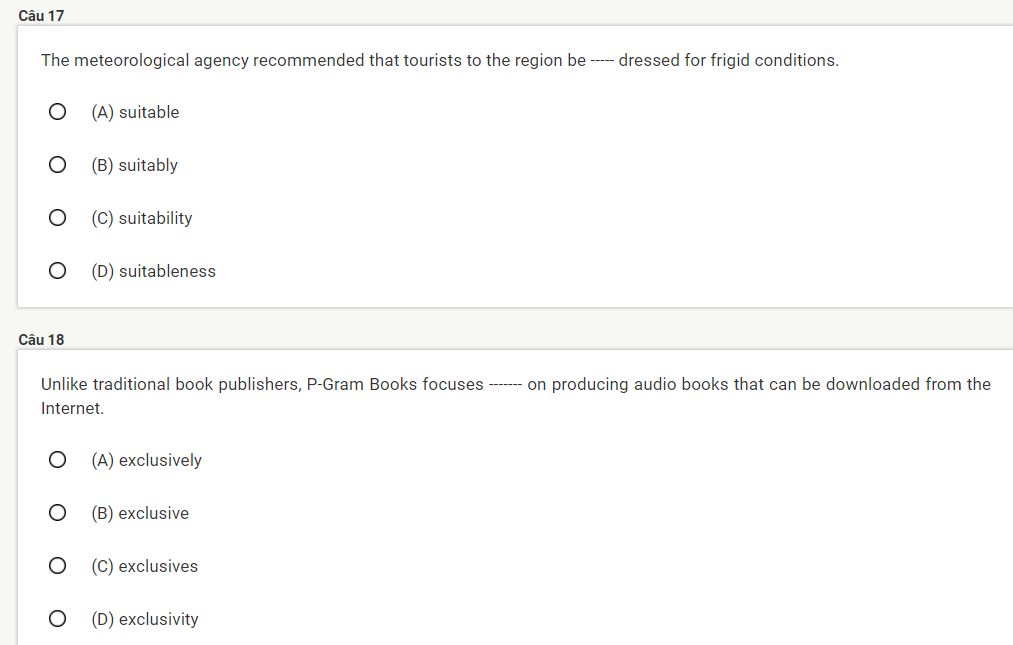 Câu 17
The meteorological agency recommended that tourists to the region be ----- dressed for frigid conditions.
(A) suitable
(B) suitably
(C) suitability
(D) suitableness
Câu 18
Unlike traditional book publishers, P-Gram Books focuses ------- on producing audio books that can be downloaded from the
Internet.
(A) exclusively
(B) exclusive
(C) exclusives
(D) exclusivity